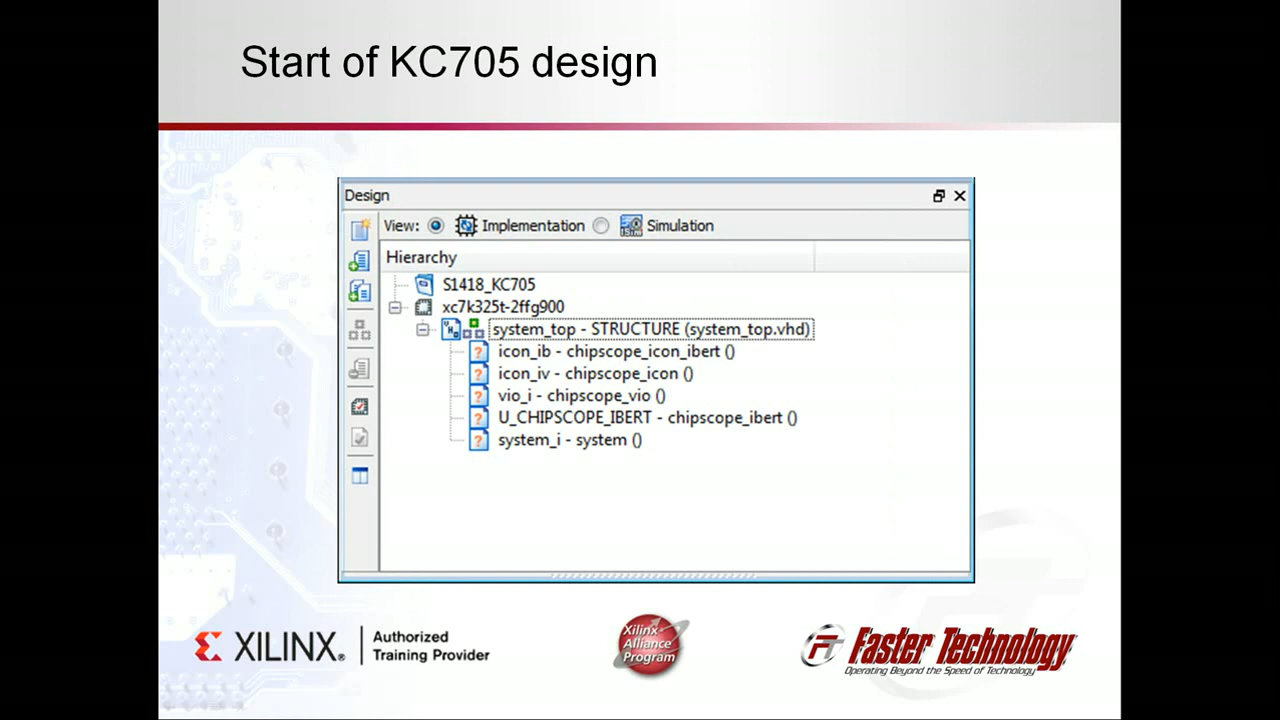 Start of KC705 design
Design
View: Implementation Simulation
Hierarchy
S1418_KC705
xc7k325t-2ffg900
system_top - STRUCTURE (system_top.vhd)
icon_ib - chipscope_icon_ibert ()
icon_iv - chipscope_icon ()
vio_i - chipscope_vio ()
U_CHIPSCOPE_IBERT - chipscope_ibert ()
system_i - system ()
XILINX®
Authorized
Training Provider
Xilinx
Alliance
Program
Faster Technology
Operating Beyond the Speed of Technology